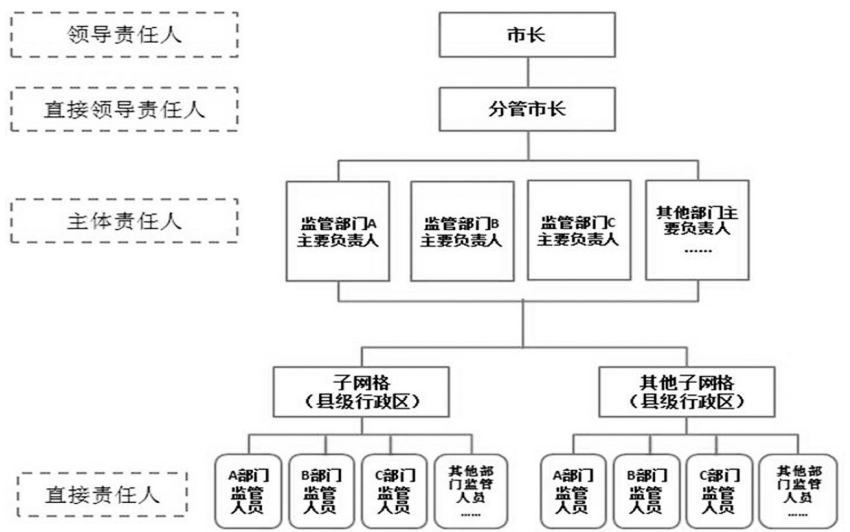 领导责任人
市长
直接领导责任人
分管市长
主体责任人
监管部门A
主要负责人
监管部门B
主要负责人
监管部门C
主要负责人
其他部门主
要负责人
……
子网格
（县级行政区）
其他子网格
（县级行政区）
直接责任人
A部门
监管
人员
B部门
监管
人员
C部门
监管
人员
其他部
门监管
人员
……
A部门
监管
人员
B部门
监管
人员
C部门
监管
人员
其他部
门监管
人员
……